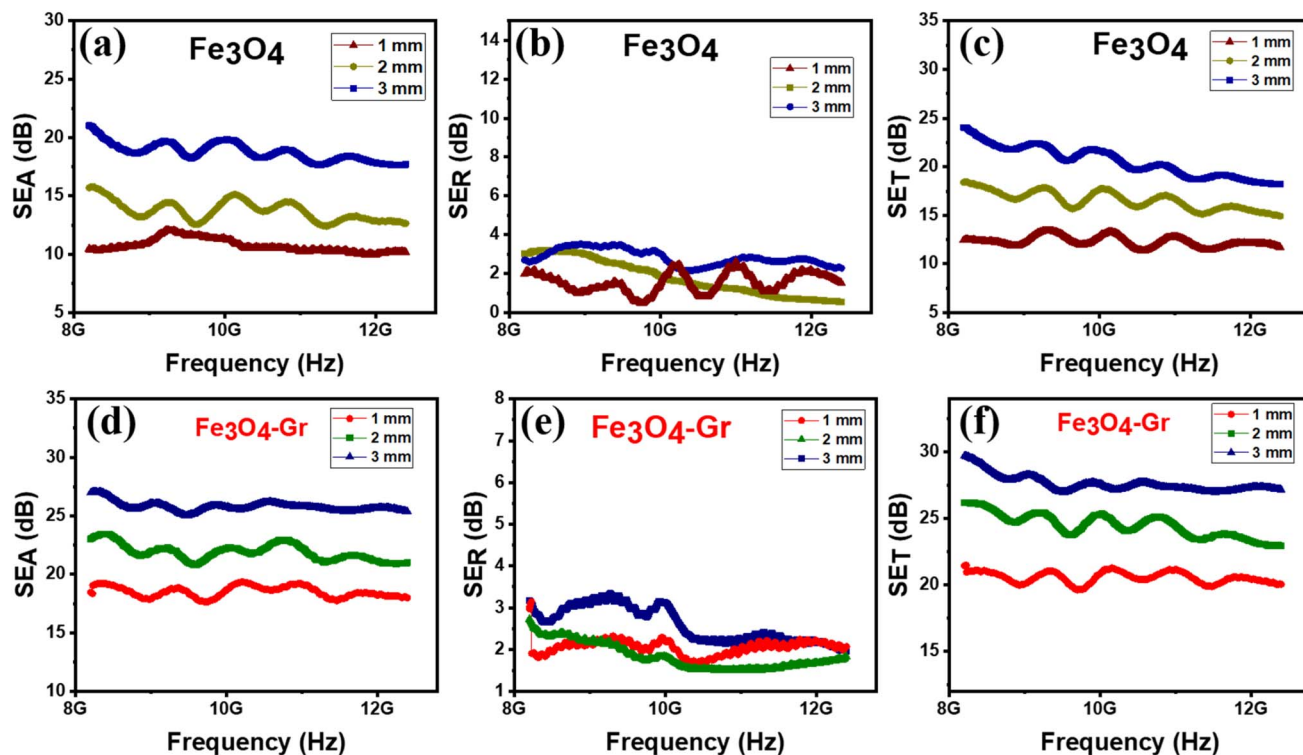 (a)
Fe3O4
1 mm
2 mm
3 mm
SEA (dB)
30
25
20
15
10
5
8G
10G
12G
Frequency (Hz)
(b)
Fe3O4
1 mm
2 mm
3 mm
SER (dB)
14
12
10
8
6
4
2
0
8G
10G
12G
Frequency (Hz)
(c)
Fe3O4
1 mm
2 mm
3 mm
SET (dB)
35
30
25
20
15
10
5
8G
10G
12G
Frequency (Hz)
(d)
Fe3O4-Gr
1 mm
2 mm
3 mm
SEA (dB)
35
30
25
20
15
10
8G
10G
12G
Frequency (Hz)
(e)
Fe3O4-Gr
1 mm
2 mm
3 mm
SER (dB)
8
7
6
5
4
3
2
1
8G
10G
12G
Frequency (Hz)
(f)
Fe3O4-Gr
1 mm
2 mm
3 mm
SET (dB)
30
25
20
15
8G
10G
12G
Frequency (Hz)